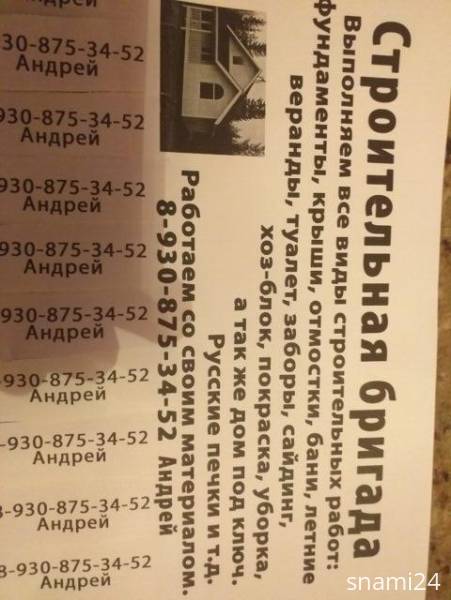 Строительная бригада
Выполняем все виды строительных работ:
фундаменты, крыши, отмостки, бани, летние
веранды, туалет, заборы, сайдинг,
хоз-блок, покраска, уборка,
а так же дом под ключ.
Русские печки и т.д.
Работаем со своим материалом.
8-930-875-34-52 Андрей
Андрей
30-875-34-52
Андрей
930-875-34-52
Андрей
930-875-34-52
Андрей
-930-875-34-52
Андрей
-930-875-34-52
Андрей
-930-875-34-52
Андрей
-930-875-34-52
Андрей
8-930-875-34-52
Андрей
8-930-875-34-52
Андрей
snami24